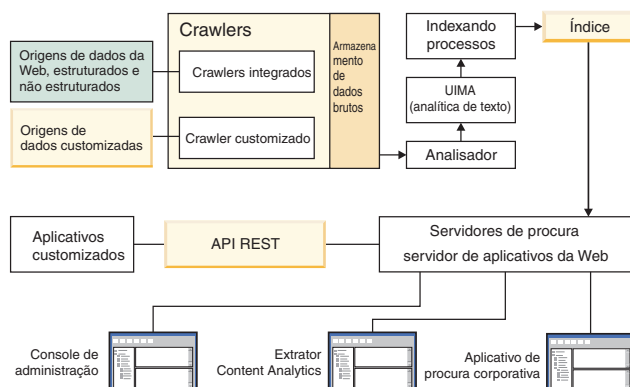 Crawlers
Origens de dados da
Web, estruturados e
não estruturados
Crawlers integrados
Origens de
dados customizadas
Crawler customizado
Armazena
mento
de
dados
brutos
Indexando
processos
Índice
UIMA
(analítica de texto)
Analisador
Aplicativos
customizados
API REST
Servidores de procura
servidor de aplicativos da Web
Console de
administração
Extrator
Content Analytics
Aplicativo de
procura corporativa